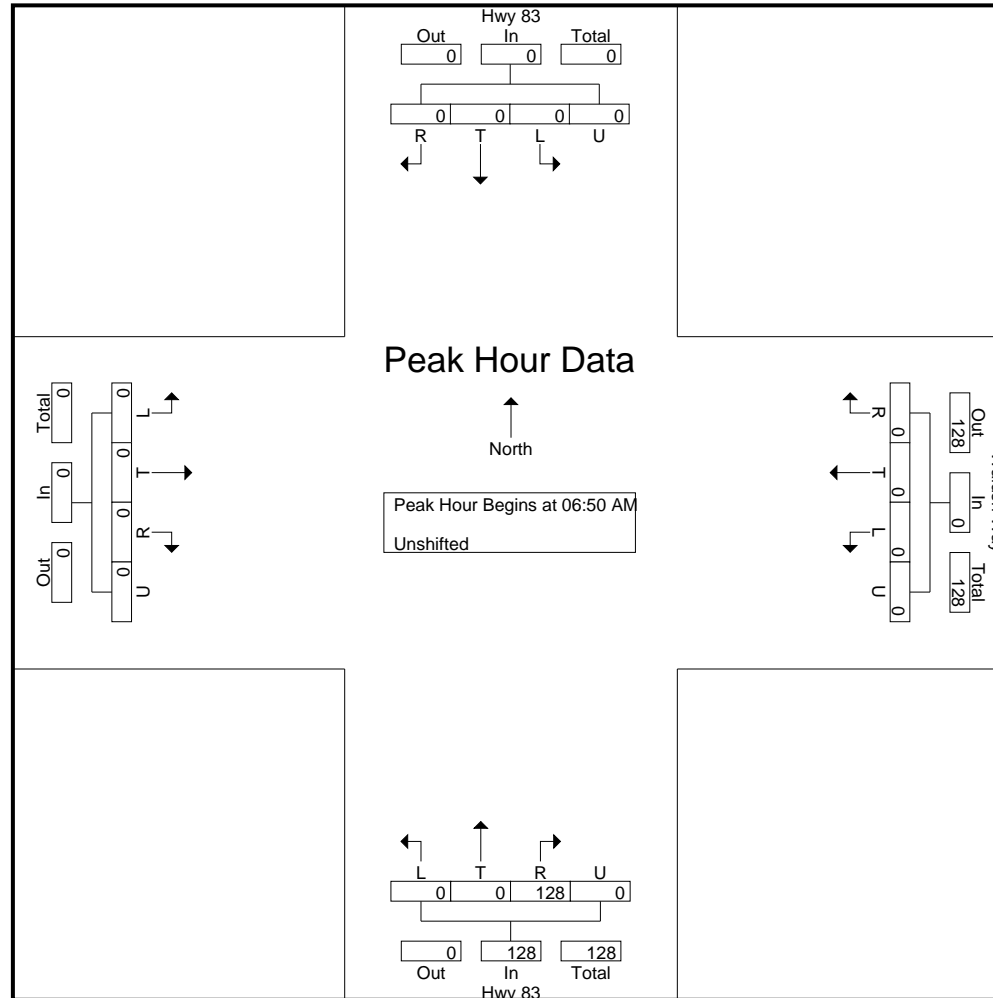 Hwy 83
Out In Total
0 0 0
0 0 0 0
R T L U
Peak Hour Data
North
Peak Hour Begins at 06:50 AM
Unshifted
Total In Out
0 0 0
0 0 0 0
L T R U
R T L U
0 0 0 0
Out In Total
128 0 128
L T R U
0 0 128 0
0 128 128
Out In Total
Hwy 83